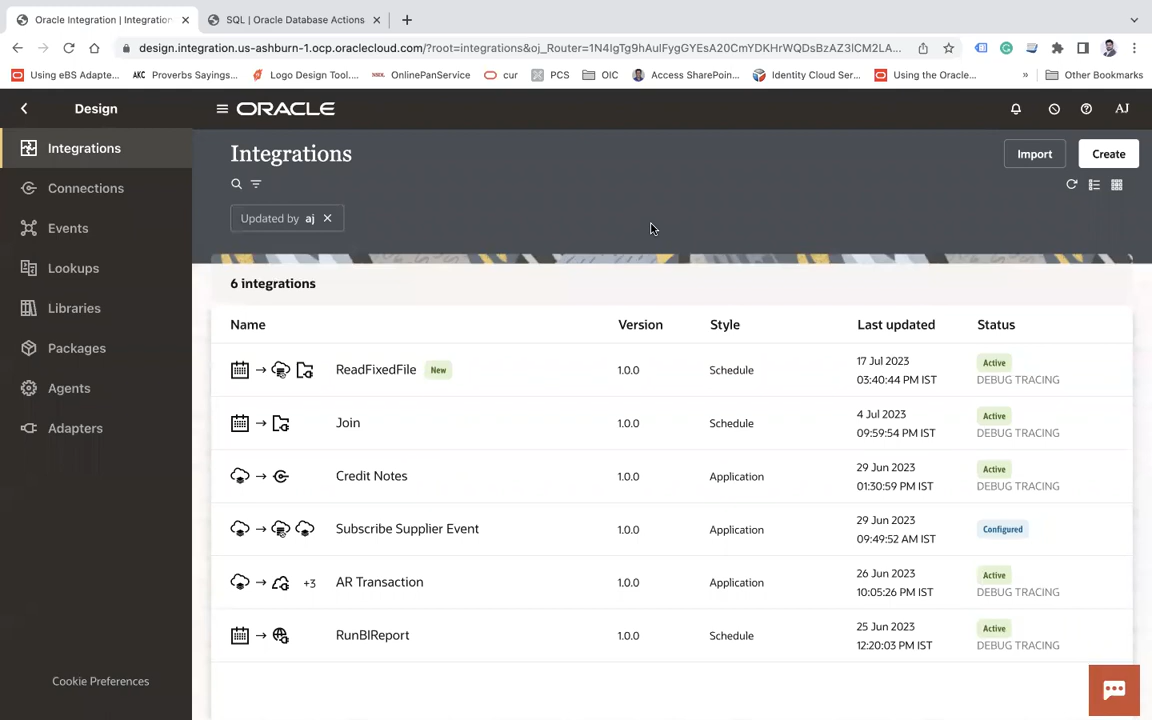 Oracle Integration | Integration
SQL | Oracle Database Actions
design.integration.us-ashburn-1.ocp.oraclecloud.com/?root=integrations&oj_Router=1N4IgTg9hAuIFygGYEsA20CmYDKHrWQDsBzAZ3lCM2LA...
Using eBS Adapte...
AKC Proverbs Sayings...
Logo Design Tool....
OnlinePanService
cur
PCS
OIC
Access SharePoin...
Identity Cloud Ser...
Using the Oracle...
»
Other Bookmarks
Design
ORACLE
AJ
Integrations
Connections
Events
Lookups
Libraries
Packages
Agents
Adapters
Cookie Preferences
Integrations
Import
Create
Updated by aj
6 integrations
Name Version Style Last updated Status
ReadFixedFile New 1.0.0 Schedule 17 Jul 2023 Active
03:40:44 PM IST DEBUG TRACING
Join 1.0.0 Schedule 4 Jul 2023 Active
09:59:54 PM IST DEBUG TRACING
Credit Notes 1.0.0 Application 29 Jun 2023 Active
01:30:59 PM IST DEBUG TRACING
Subscribe Supplier Event 1.0.0 Application 29 Jun 2023 Configured
09:49:52 AM IST
+3 AR Transaction 1.0.0 Application 26 Jun 2023 Active
10:05:26 PM IST DEBUG TRACING
RunBIReport 1.0.0 Schedule 25 Jun 2023 Active
12:20:03 PM IST DEBUG TRACING